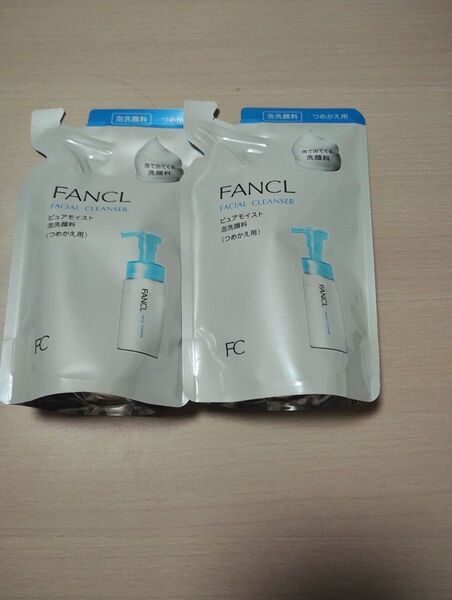 泡洗顔料 つめか
泡で出てくる
洗顔料
FANCL
FACIAL CLEANSER
ピュアモイスト
泡洗顔料
〈つめかえ用〉
FANCL
FC
泡洗顔料 つめかえ用
泡で出てくる
洗顔料
FANCL
FACIAL CLEANSER
ピュアモイスト
泡洗顔料
〈つめかえ用〉
FANCL
FC